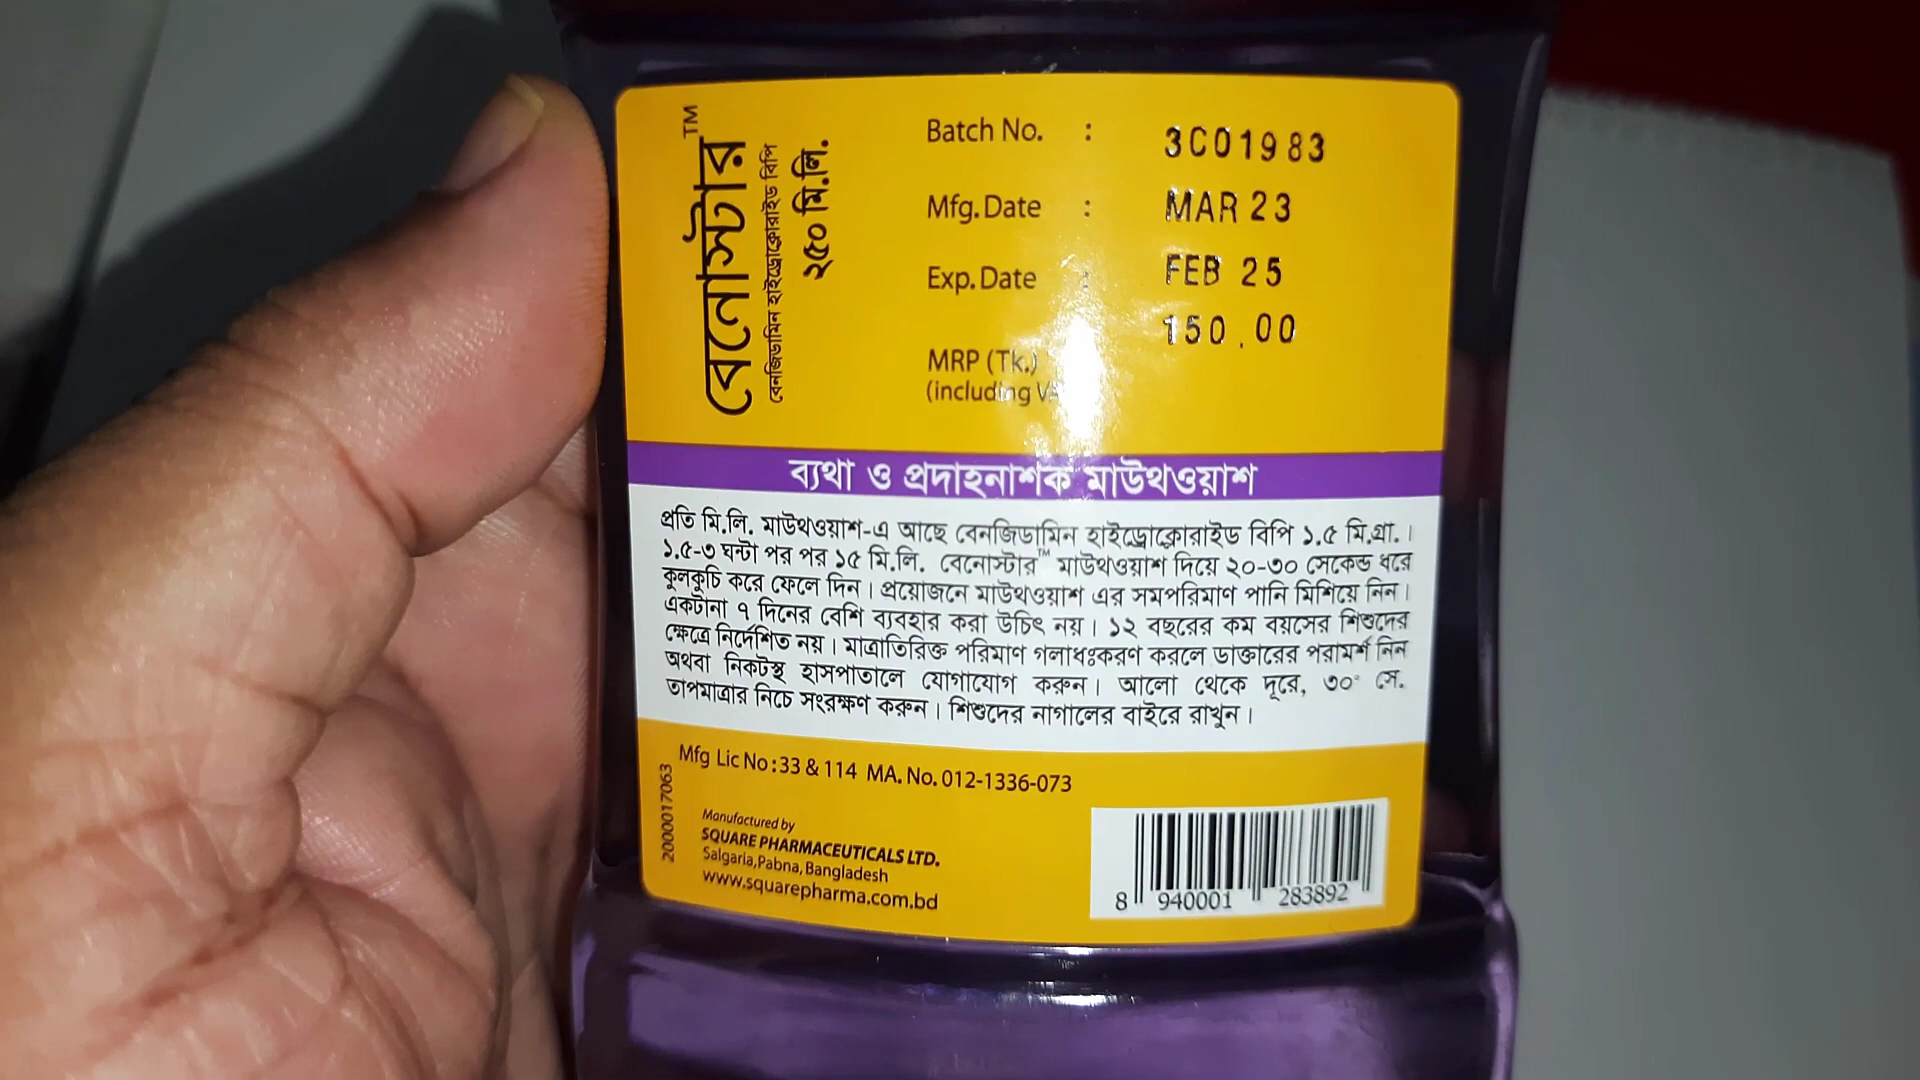 বেনোস্টার™
বেনজিডামিন হাইড্রোক্লোরাইড বিপি
২৫০ মি.লি.
Batch No. : 3C01983
Mfg. Date : MAR 23
Exp. Date : FEB 25
150.00
MRP (Tk.)
(including VA
ব্যথা ও প্রদাহনাশক মাউথওয়াশ
প্রতি মি.লি. মাউথওয়াশ-এ আছে বেনজিডামিন হাইড্রোক্লোরাইড বিপি ১.৫ মি.গ্রা.।
১.৫-৩ ঘন্টা পর পর ১৫ মি.লি. বেনোস্টার™ মাউথওয়াশ দিয়ে ২০-৩০ সেকেন্ড ধরে
কুলকুচি করে ফেলে দিন। প্রয়োজনে মাউথওয়াশ এর সমপরিমাণ পানি মিশিয়ে নিন।
একটানা ৭ দিনের বেশি ব্যবহার করা উচিৎ নয়। ১২ বছরের কম বয়সের শিশুদের
ক্ষেত্রে নির্দেশিত নয়। মাত্রাতিরিক্ত পরিমাণ গলাধঃকরণ করলে ডাক্তারের পরামর্শ নিন
অথবা নিকটস্থ হাসপাতালে যোগাযোগ করুন। আলো থেকে দূরে, ৩০° সে.
তাপমাত্রার নিচে সংরক্ষণ করুন। শিশুদের নাগালের বাইরে রাখুন।
Mfg Lic No : 33 & 114 MA. No. 012-1336-073
2000017063
Manufactured by
SQUARE PHARMACEUTICALS LTD.
Salgaria, Pabna, Bangladesh
www.squarepharma.com.bd
8 940001 283892